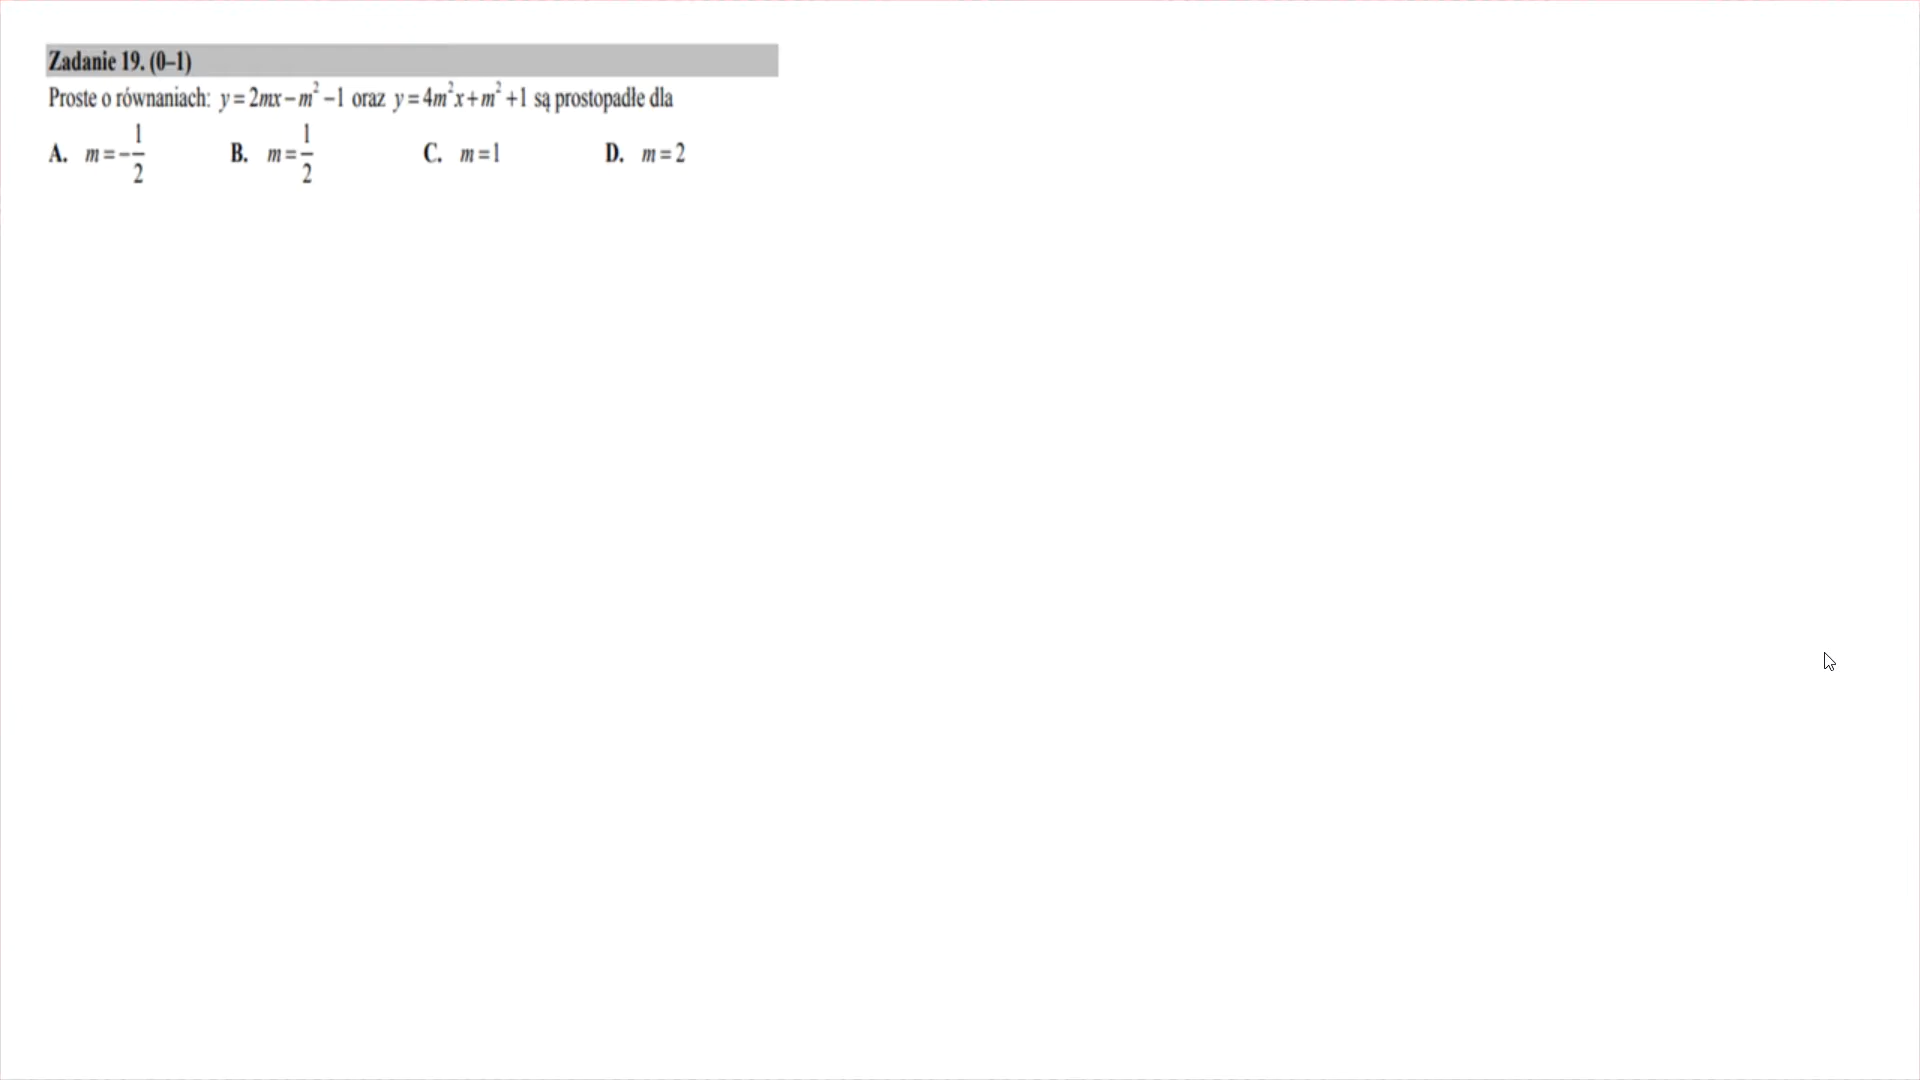 Zadanie 19. (0–1)
Proste o równaniach: y = 2mx − m² − 1 oraz y = 4m²x + m² + 1 są prostopadłe dla
A. m = −1/2 B. m = 1/2 C. m = 1 D. m = 2